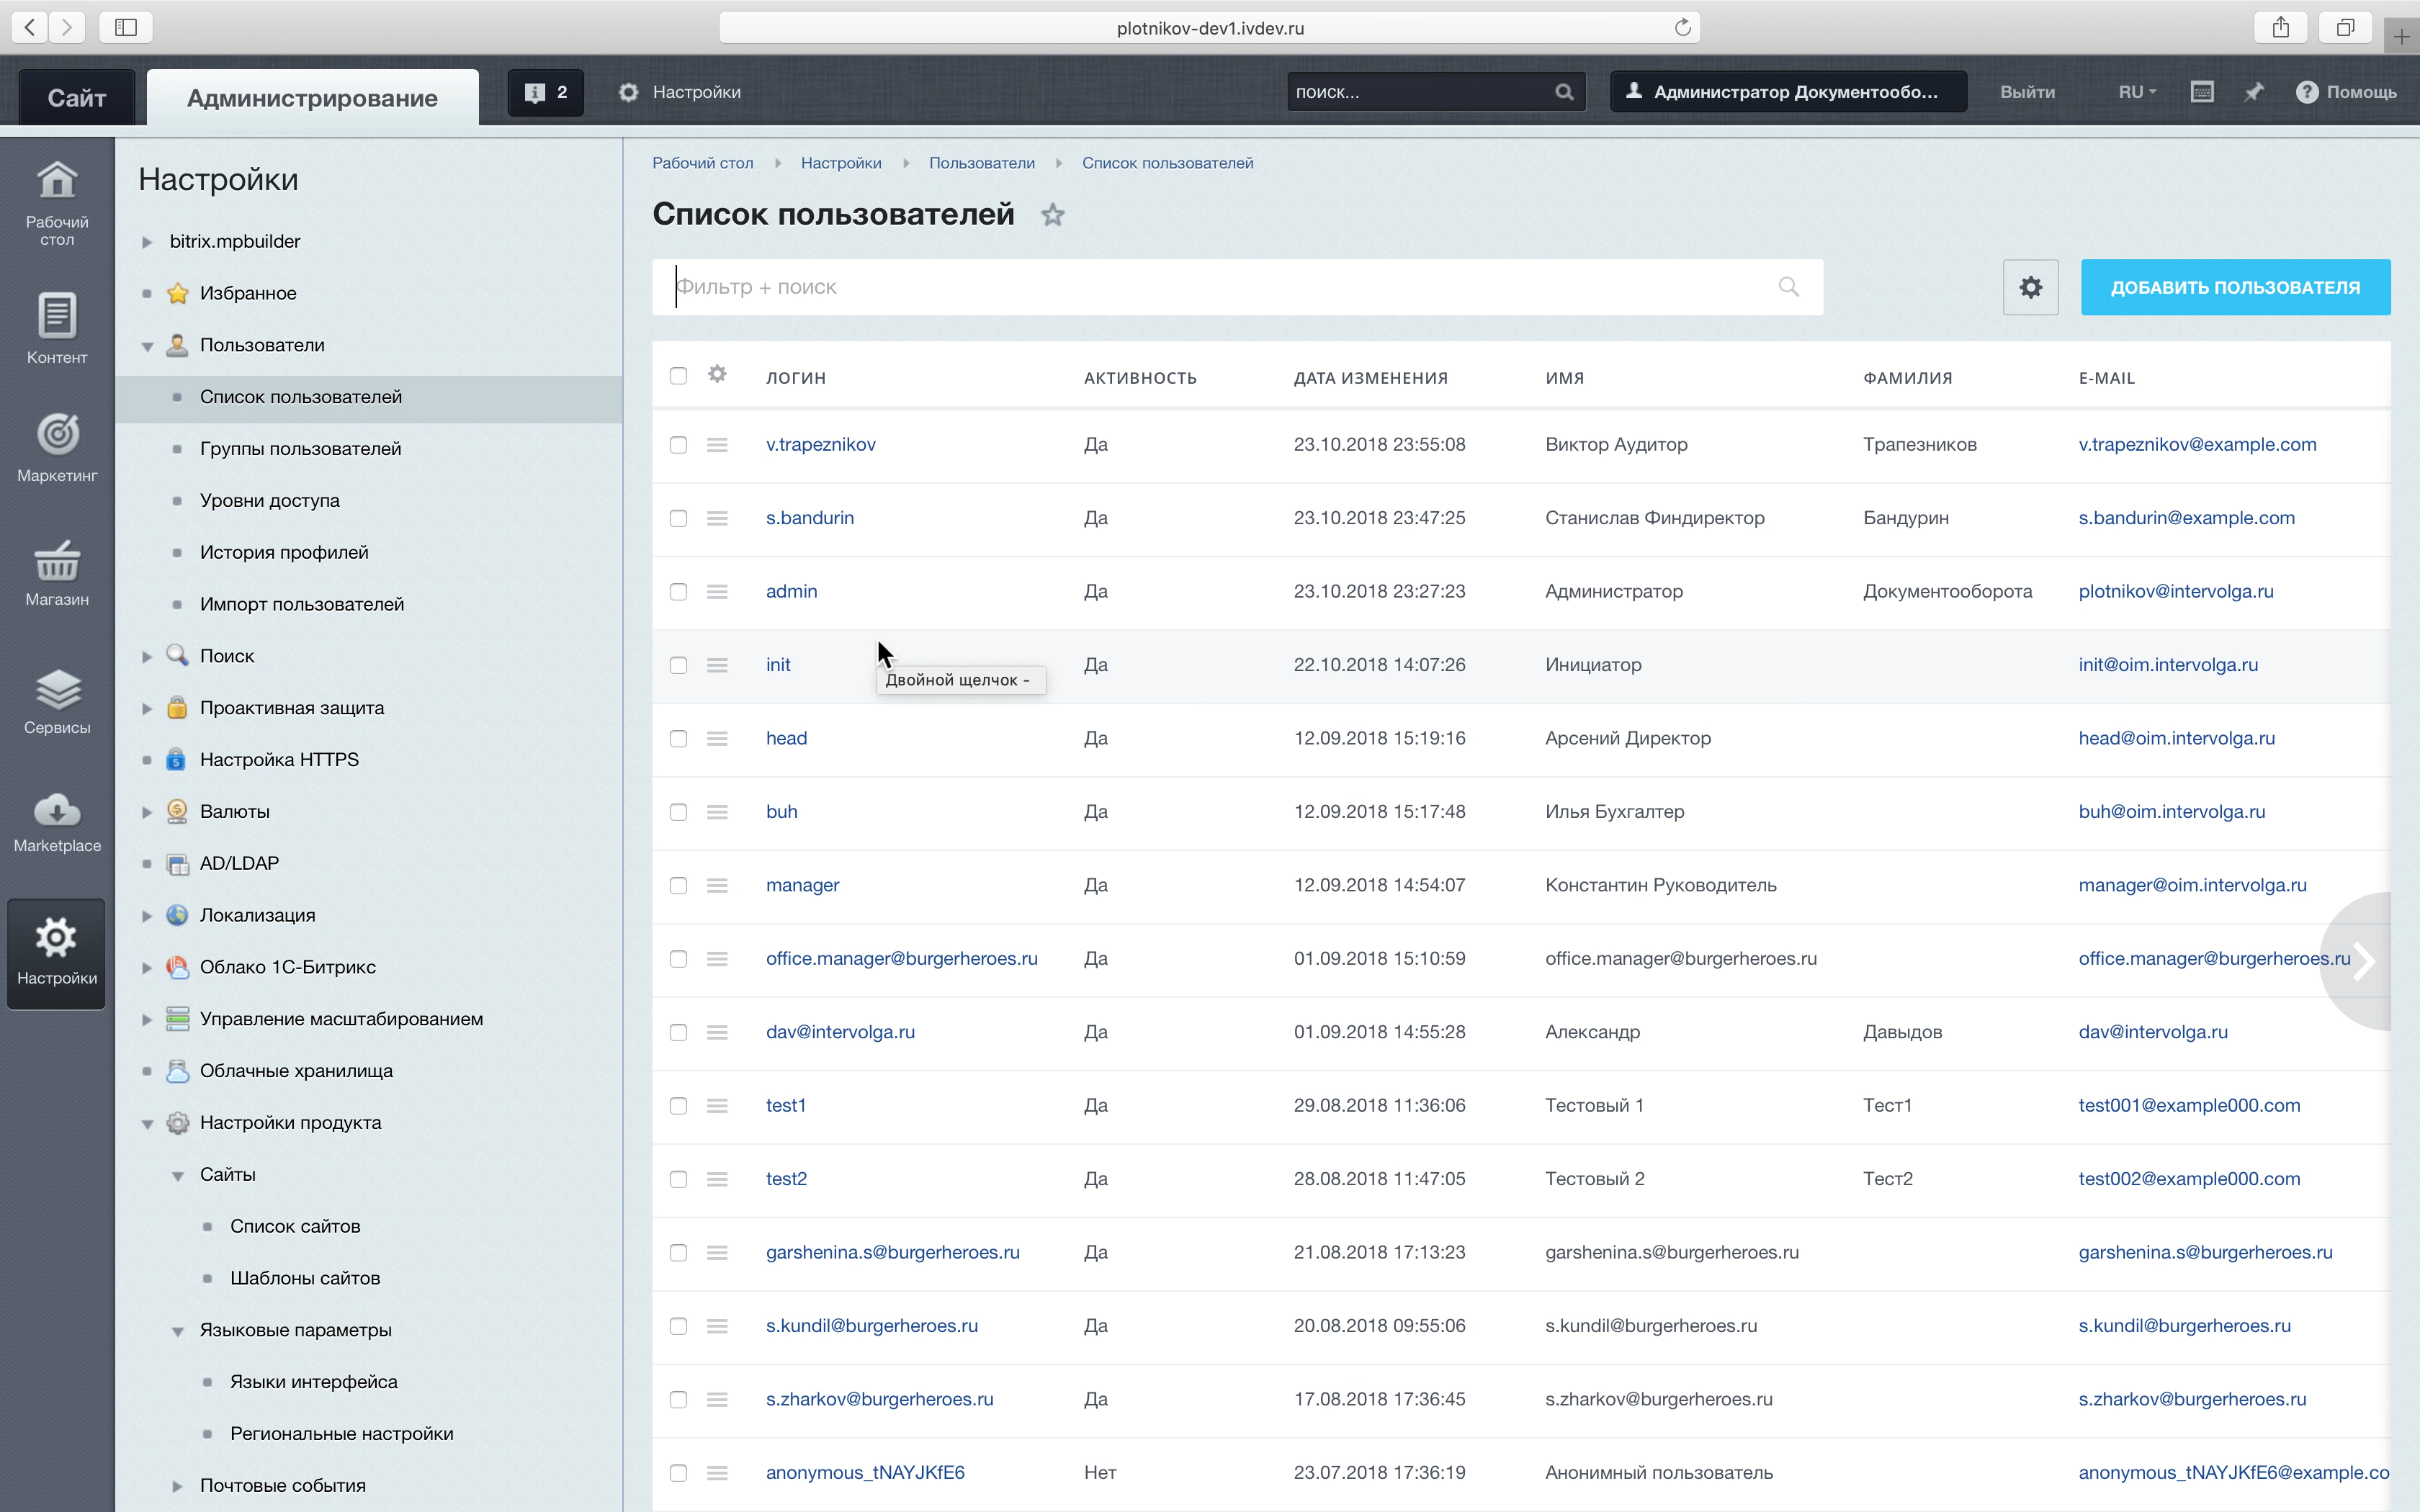 plotnikov-dev1.ivdev.ru
Сайт
Администрирование
2
Настройки
поиск...
Администратор Документообо...
Выйти
RU
Помощь
Рабочий
стол
Контент
Маркетинг
Магазин
Сервисы
Marketplace
Настройки
Настройки
bitrix.mpbuilder
Избранное
Пользователи
Список пользователей
Группы пользователей
Уровни доступа
История профилей
Импорт пользователей
Поиск
Проактивная защита
Настройка HTTPS
Валюты
AD/LDAP
Локализация
Облако 1С-Битрикс
Управление масштабированием
Облачные хранилища
Настройки продукта
Сайты
Список сайтов
Шаблоны сайтов
Языковые параметры
Языки интерфейса
Региональные настройки
Почтовые события
Рабочий стол Настройки Пользователи Список пользователей
Список пользователей
Фильтр + поиск
ДОБАВИТЬ ПОЛЬЗОВАТЕЛЯ
ЛОГИН АКТИВНОСТЬ ДАТА ИЗМЕНЕНИЯ ИМЯ ФАМИЛИЯ E-MAIL
v.trapeznikov Да 23.10.2018 23:55:08 Виктор Аудитор Трапезников v.trapeznikov@example.com
s.bandurin Да 23.10.2018 23:47:25 Станислав Финдиректор Бандурин s.bandurin@example.com
admin Да 23.10.2018 23:27:23 Администратор Документооборота plotnikov@intervolga.ru
init Да 22.10.2018 14:07:26 Инициатор init@oim.intervolga.ru
Двойной щелчок -
head Да 12.09.2018 15:19:16 Арсений Директор head@oim.intervolga.ru
buh Да 12.09.2018 15:17:48 Илья Бухгалтер buh@oim.intervolga.ru
manager Да 12.09.2018 14:54:07 Константин Руководитель manager@oim.intervolga.ru
office.manager@burgerheroes.ru Да 01.09.2018 15:10:59 office.manager@burgerheroes.ru office.manager@burgerheroes.ru
dav@intervolga.ru Да 01.09.2018 14:55:28 Александр Давыдов dav@intervolga.ru
test1 Да 29.08.2018 11:36:06 Тестовый 1 Тест1 test001@example000.com
test2 Да 28.08.2018 11:47:05 Тестовый 2 Тест2 test002@example000.com
garshenina.s@burgerheroes.ru Да 21.08.2018 17:13:23 garshenina.s@burgerheroes.ru garshenina.s@burgerheroes.ru
s.kundil@burgerheroes.ru Да 20.08.2018 09:55:06 s.kundil@burgerheroes.ru s.kundil@burgerheroes.ru
s.zharkov@burgerheroes.ru Да 17.08.2018 17:36:45 s.zharkov@burgerheroes.ru s.zharkov@burgerheroes.ru
anonymous_tNAYJKfE6 Нет 23.07.2018 17:36:19 Анонимный пользователь anonymous_tNAYJKfE6@example.co